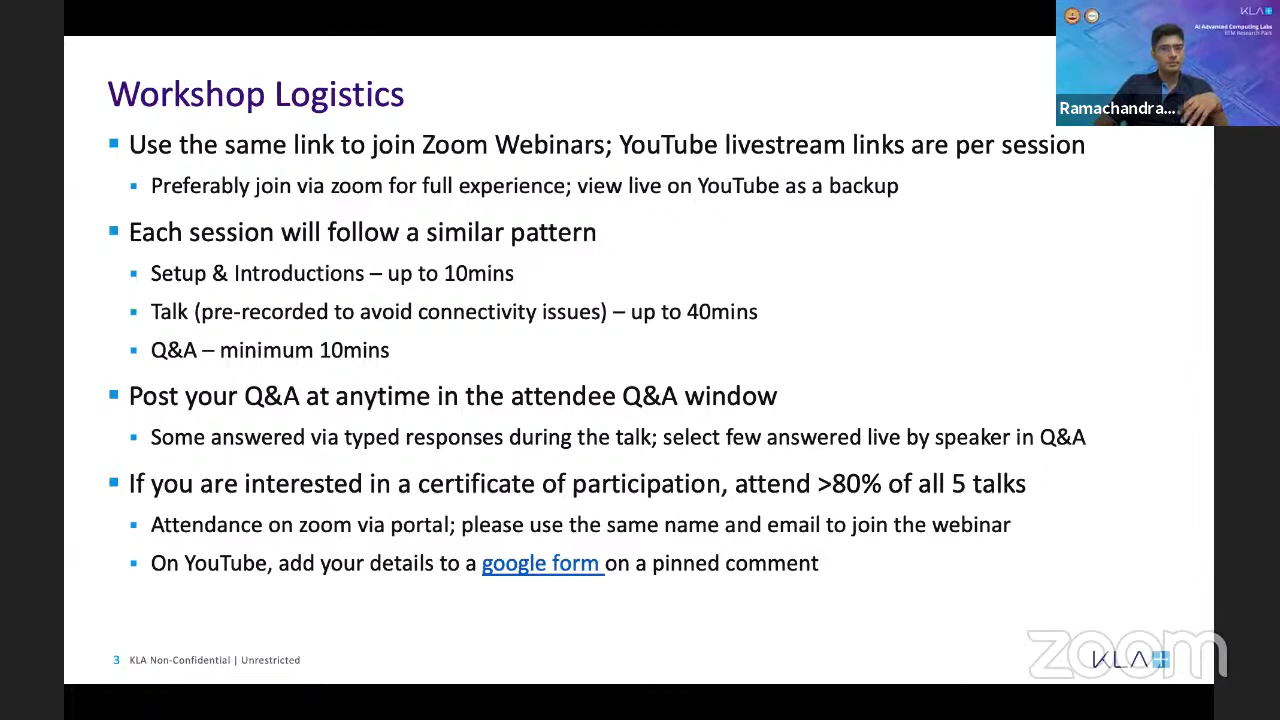 KLA
AI Advanced Computing Labs
IITM Research Park
Ramachandra...
Workshop Logistics
Use the same link to join Zoom Webinars; YouTube livestream links are per session
Preferably join via zoom for full experience; view live on YouTube as a backup
Each session will follow a similar pattern
Setup & Introductions – up to 10mins
Talk (pre-recorded to avoid connectivity issues) – up to 40mins
Q&A – minimum 10mins
Post your Q&A at anytime in the attendee Q&A window
Some answered via typed responses during the talk; select few answered live by speaker in Q&A
If you are interested in a certificate of participation, attend >80% of all 5 talks
Attendance on zoom via portal; please use the same name and email to join the webinar
On YouTube, add your details to a google form on a pinned comment
3 KLA Non-Confidential | Unrestricted
zoom
KLA